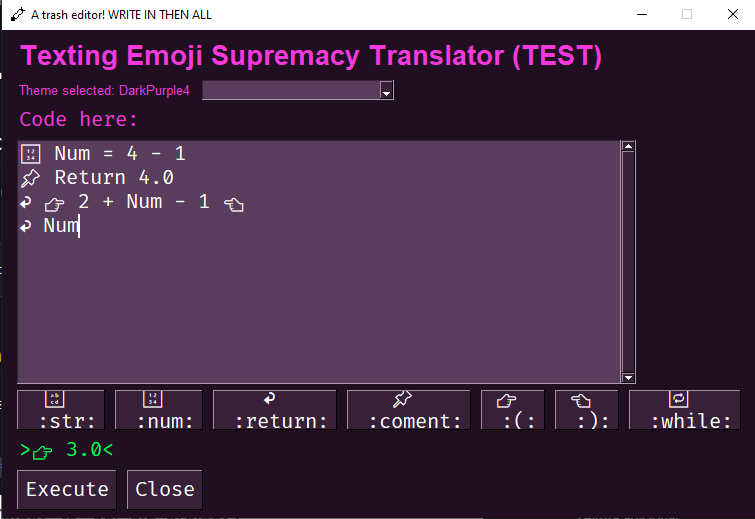 A trash editor! WRITE IN THEN ALL
Texting Emoji Supremacy Translator (TEST)
Theme selected: DarkPurple4
Code here:
🔢 Num = 4 - 1
📌 Return 4.0
↩ 👉 2 + Num - 1 👈
↩ Num
🔡 :str:
🔢 :num:
↩ :return:
📌 :coment:
👉 :(:
👈 :):
🔁 :while:
>👉 3.0<
Execute
Close